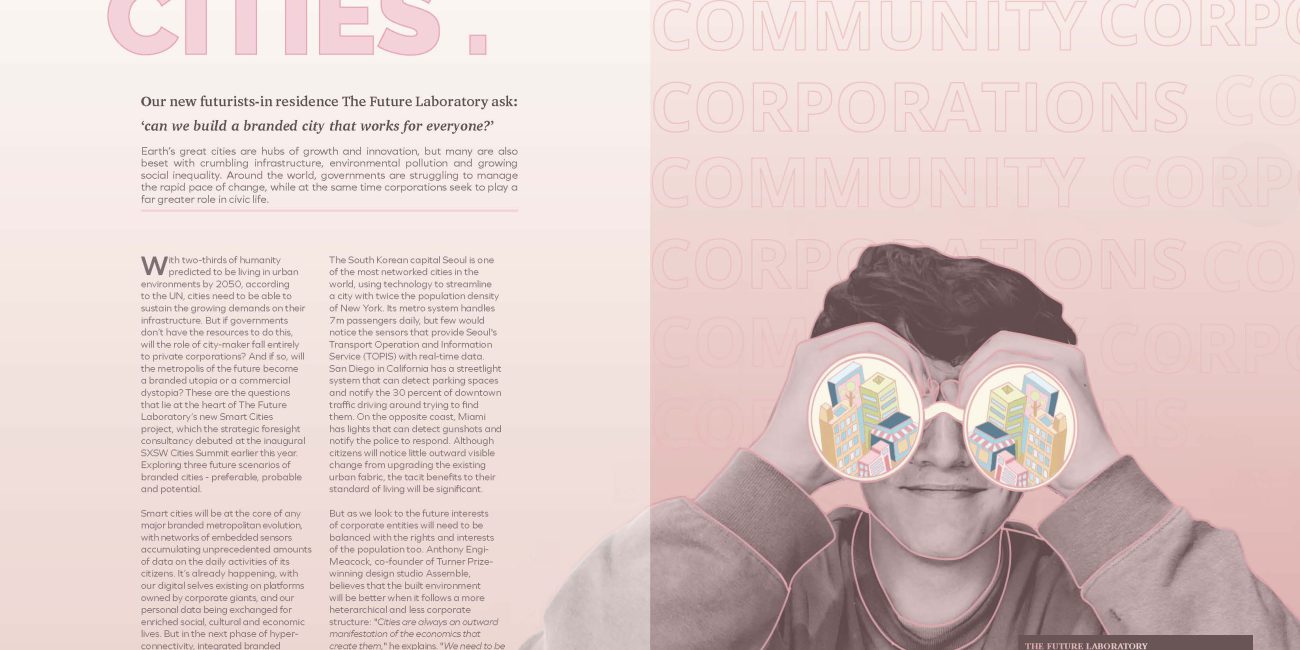 CITIES.
Our new futurists-in residence The Future Laboratory ask:
‘can we build a branded city that works for everyone?’
Earth’s great cities are hubs of growth and innovation, but many are also
beset with crumbling infrastructure, environmental pollution and growing
social inequality. Around the world, governments are struggling to manage
the rapid pace of change, while at the same time corporations seek to play a
far greater role in civic life.
With two-thirds of humanity
predicted to be living in urban
environments by 2050, according
to the UN, cities need to be able to
sustain the growing demands on their
infrastructure. But if governments
don’t have the resources to do this,
will the role of city-maker fall entirely
to private corporations? And if so, will
the metropolis of the future become
a branded utopia or a commercial
dystopia? These are the questions
that lie at the heart of The Future
Laboratory’s new Smart Cities
project, which the strategic foresight
consultancy debuted at the inaugural
SXSW Cities Summit earlier this year.
Exploring three future scenarios of
branded cities - preferable, probable
and potential.
Smart cities will be at the core of any
major branded metropolitan evolution,
with networks of embedded sensors
accumulating unprecedented amounts
of data on the daily activities of its
citizens. It’s already happening, with
our digital selves existing on platforms
owned by corporate giants, and our
personal data being exchanged for
enriched social, cultural and economic
lives. But in the next phase of hyper-
connectivity, integrated branded
The South Korean capital Seoul is one
of the most networked cities in the
world, using technology to streamline
a city with twice the population density
of New York. Its metro system handles
7m passengers daily, but few would
notice the sensors that provide Seoul’s
Transport Operation and Information
Service (TOPIS) with real-time data.
San Diego in California has a streetlight
system that can detect parking spaces
and notify the 30 percent of downtown
traffic driving around trying to find
them. On the opposite coast, Miami
has lights that can detect gunshots and
notify the police to respond. Although
citizens will notice little outward visible
change from upgrading the existing
urban fabric, the tacit benefits to their
standard of living will be significant.
But as we look to the future interests
of corporate entities will need to be
balanced with the rights and interests
of the population too. Anthony Engi-
Meacock, co-founder of Turner Prize-
winning design studio Assemble,
believes that the built environment
will be better when it follows a more
heterarchical and less corporate
structure: "Cities are always an outward
manifestation of the economics that
create them," he explains. "We need to be
COMMUNITY CORPO
CORPORATIONS CO
COMMUNITY CORPO
CORPORATIONS CO
THE FUTURE LABORATORY